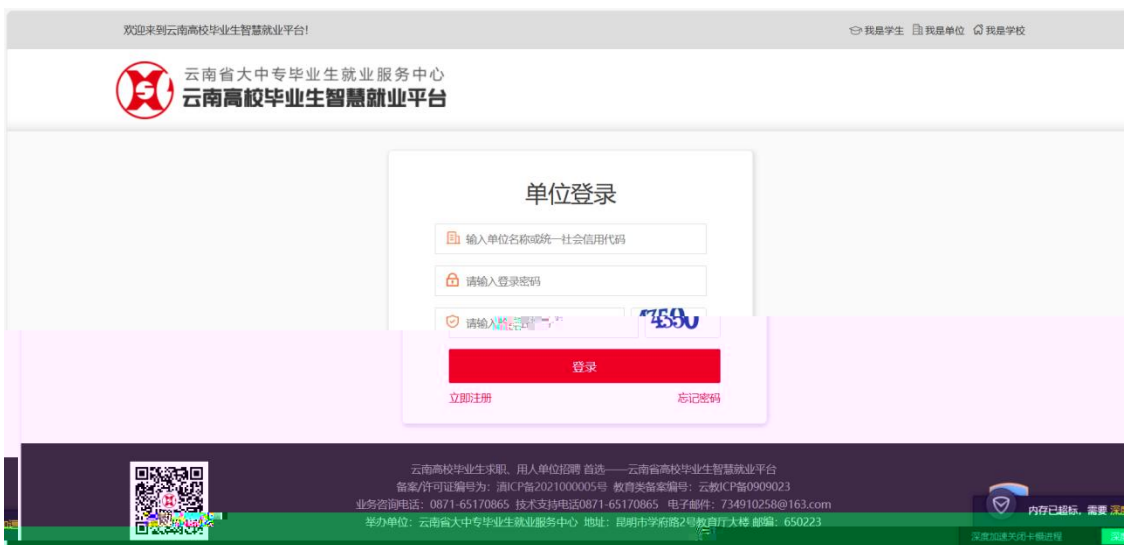 欢迎来到云南高校毕业生智慧就业平台!
我是学生 我是单位 我是学校
云南省大中专毕业生就业服务中心
云南高校毕业生智慧就业平台
单位登录
输入单位名称或统一社会信用代码
请输入登录密码
请输入
登录
立即注册 忘记密码
云南高校毕业生求职、用人单位招聘 首选——云南省高校毕业生智慧就业平台
备案/许可证编号为：滇ICP备2021000005号 教育类备案编号：云教ICP备0909023
业务咨询电话：0871-65170865 技术支持电话0871-65170865 电子邮件：734910258@163.com
举办单位：云南省大中专毕业生就业服务中心 地址：昆明市学府路2号教育厅大楼 邮编：650223
内存已超标，需要
深度加速关闭卡慢进程